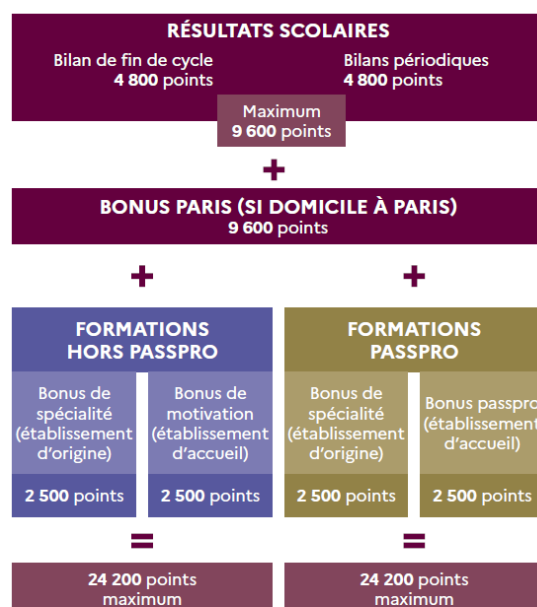 RÉSULTATS SCOLAIRES
Bilan de fin de cycle
4 800 points
Bilans périodiques
4 800 points
Maximum
9 600 points
+
BONUS PARIS (SI DOMICILE À PARIS)
9 600 points
+
+
FORMATIONS
HORS PASSPRO
Bonus de
spécialité
(établissement
d'origine)
2 500 points
Bonus de
motivation
(établissement
d'accueil)
2 500 points
FORMATIONS
PASSPRO
Bonus de
spécialité
(établissement
d'origine)
2 500 points
Bonus passpro
(établissement
d'accueil)
2 500 points
=
=
24 200 points
maximum
24 200 points
maximum